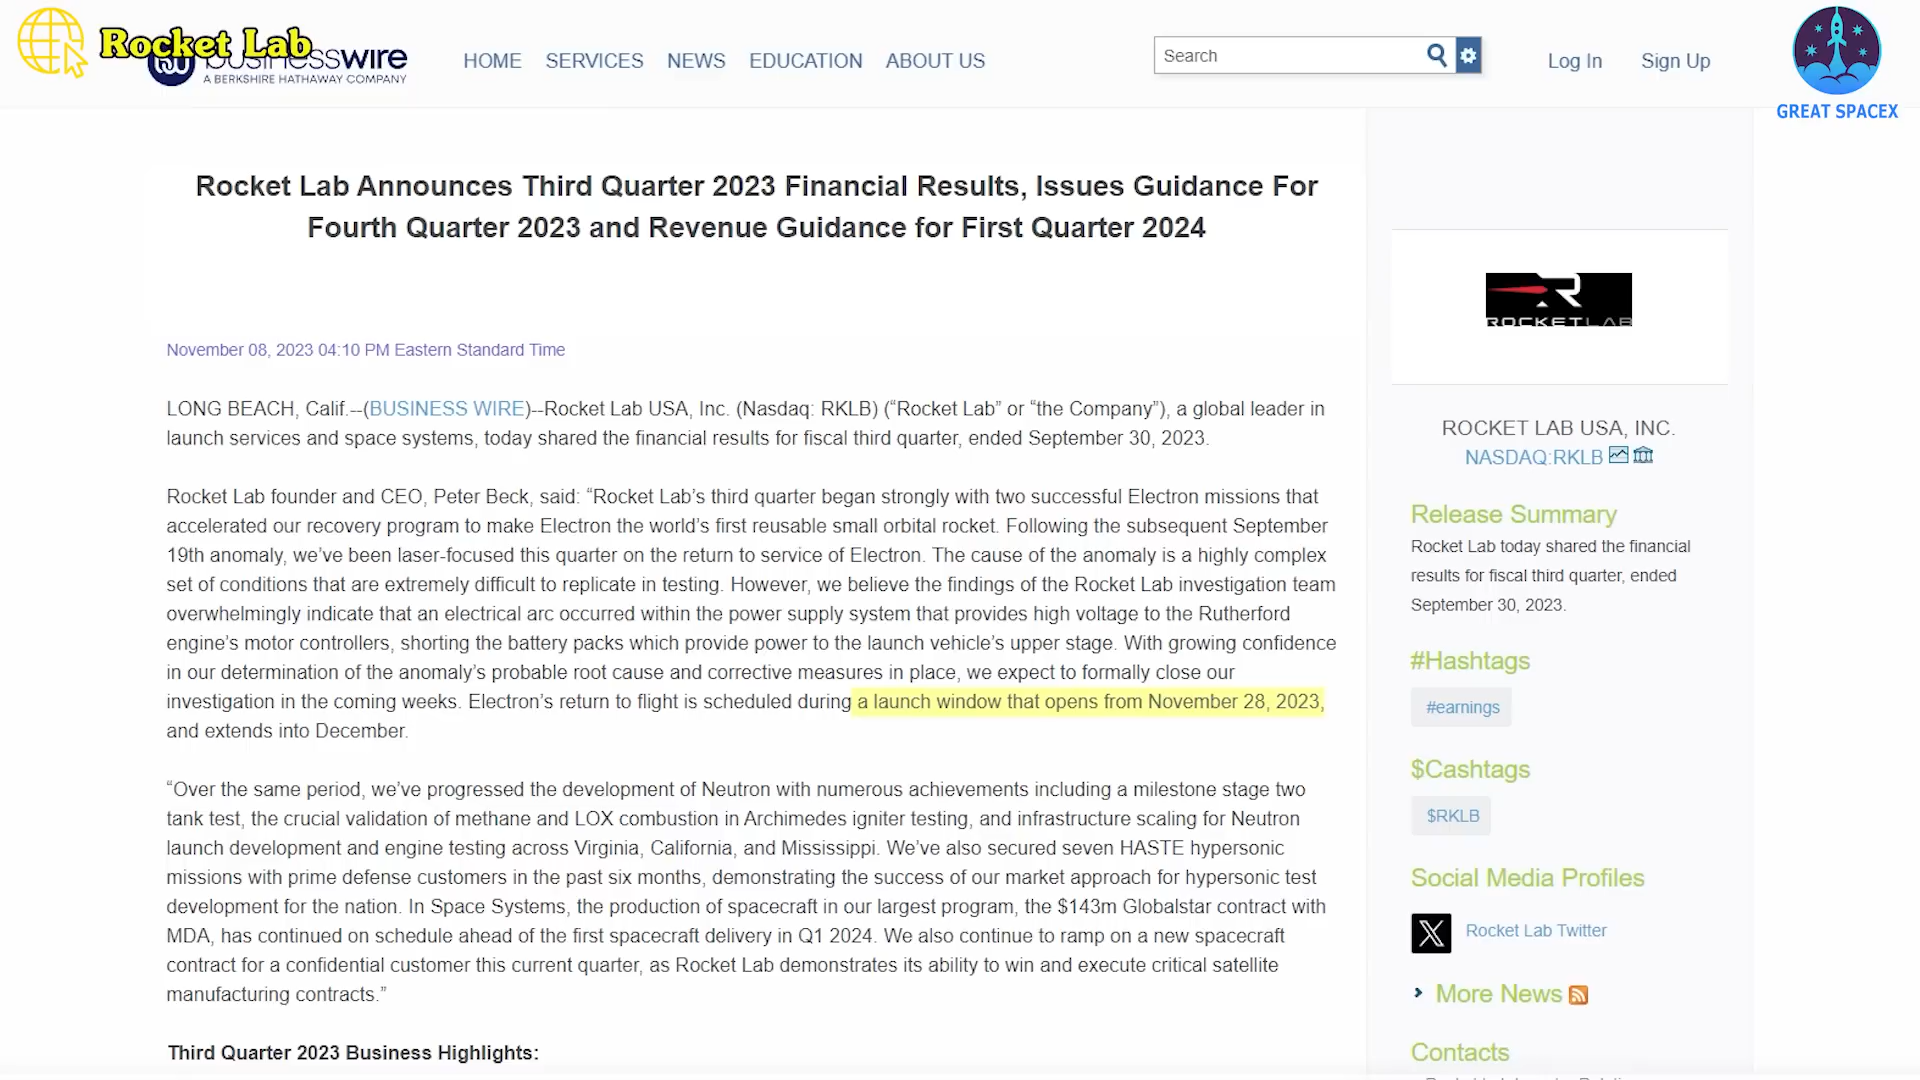 Rocket Lab
businesswire
A BERKSHIRE HATHAWAY COMPANY
HOME SERVICES NEWS EDUCATION ABOUT US
Search
Log In Sign Up
GREAT SPACEX
Rocket Lab Announces Third Quarter 2023 Financial Results, Issues Guidance For
Fourth Quarter 2023 and Revenue Guidance for First Quarter 2024
November 08, 2023 04:10 PM Eastern Standard Time
LONG BEACH, Calif.--(BUSINESS WIRE)--Rocket Lab USA, Inc. (Nasdaq: RKLB) (“Rocket Lab” or “the Company”), a global leader in
launch services and space systems, today shared the financial results for fiscal third quarter, ended September 30, 2023.
Rocket Lab founder and CEO, Peter Beck, said: “Rocket Lab’s third quarter began strongly with two successful Electron missions that
accelerated our recovery program to make Electron the world’s first reusable small orbital rocket. Following the subsequent September
19th anomaly, we’ve been laser-focused this quarter on the return to service of Electron. The cause of the anomaly is a highly complex
set of conditions that are extremely difficult to replicate in testing. However, we believe the findings of the Rocket Lab investigation team
overwhelmingly indicate that an electrical arc occurred within the power supply system that provides high voltage to the Rutherford
engine’s motor controllers, shorting the battery packs which provide power to the launch vehicle’s upper stage. With growing confidence
in our determination of the anomaly’s probable root cause and corrective measures in place, we expect to formally close our
investigation in the coming weeks. Electron’s return to flight is scheduled during a launch window that opens from November 28, 2023,
and extends into December.
“Over the same period, we’ve progressed the development of Neutron with numerous achievements including a milestone stage two
tank test, the crucial validation of methane and LOX combustion in Archimedes igniter testing, and infrastructure scaling for Neutron
launch development and engine testing across Virginia, California, and Mississippi. We’ve also secured seven HASTE hypersonic
missions with prime defense customers in the past six months, demonstrating the success of our market approach for hypersonic test
development for the nation. In Space Systems, the production of spacecraft in our largest program, the $143m Globalstar contract with
MDA, has continued on schedule ahead of the first spacecraft delivery in Q1 2024. We also continue to ramp on a new spacecraft
contract for a confidential customer this current quarter, as Rocket Lab demonstrates its ability to win and execute critical satellite
manufacturing contracts.”
Third Quarter 2023 Business Highlights:
ROCKETLAB
ROCKET LAB USA, INC.
NASDAQ:RKLB
Release Summary
Rocket Lab today shared the financial
results for fiscal third quarter, ended
September 30, 2023.
#Hashtags
#earnings
$Cashtags
$RKLB
Social Media Profiles
Rocket Lab Twitter
More News
Contacts